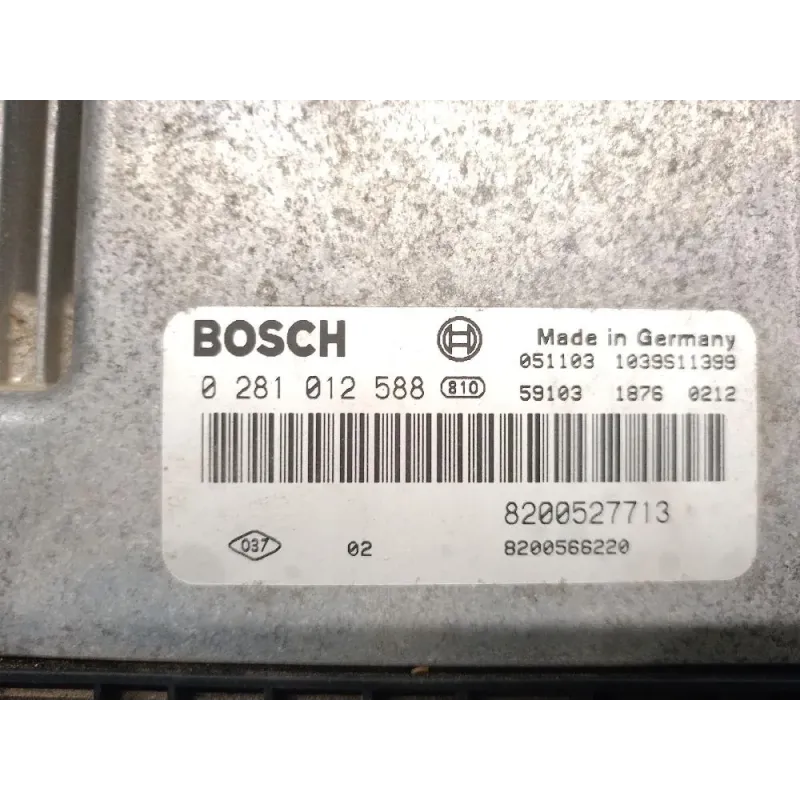 BOSCH
Made in Germany
051103 1039S11399
0 281 012 588 810
59103 1876 0212
8200527713
037 02
8200566220